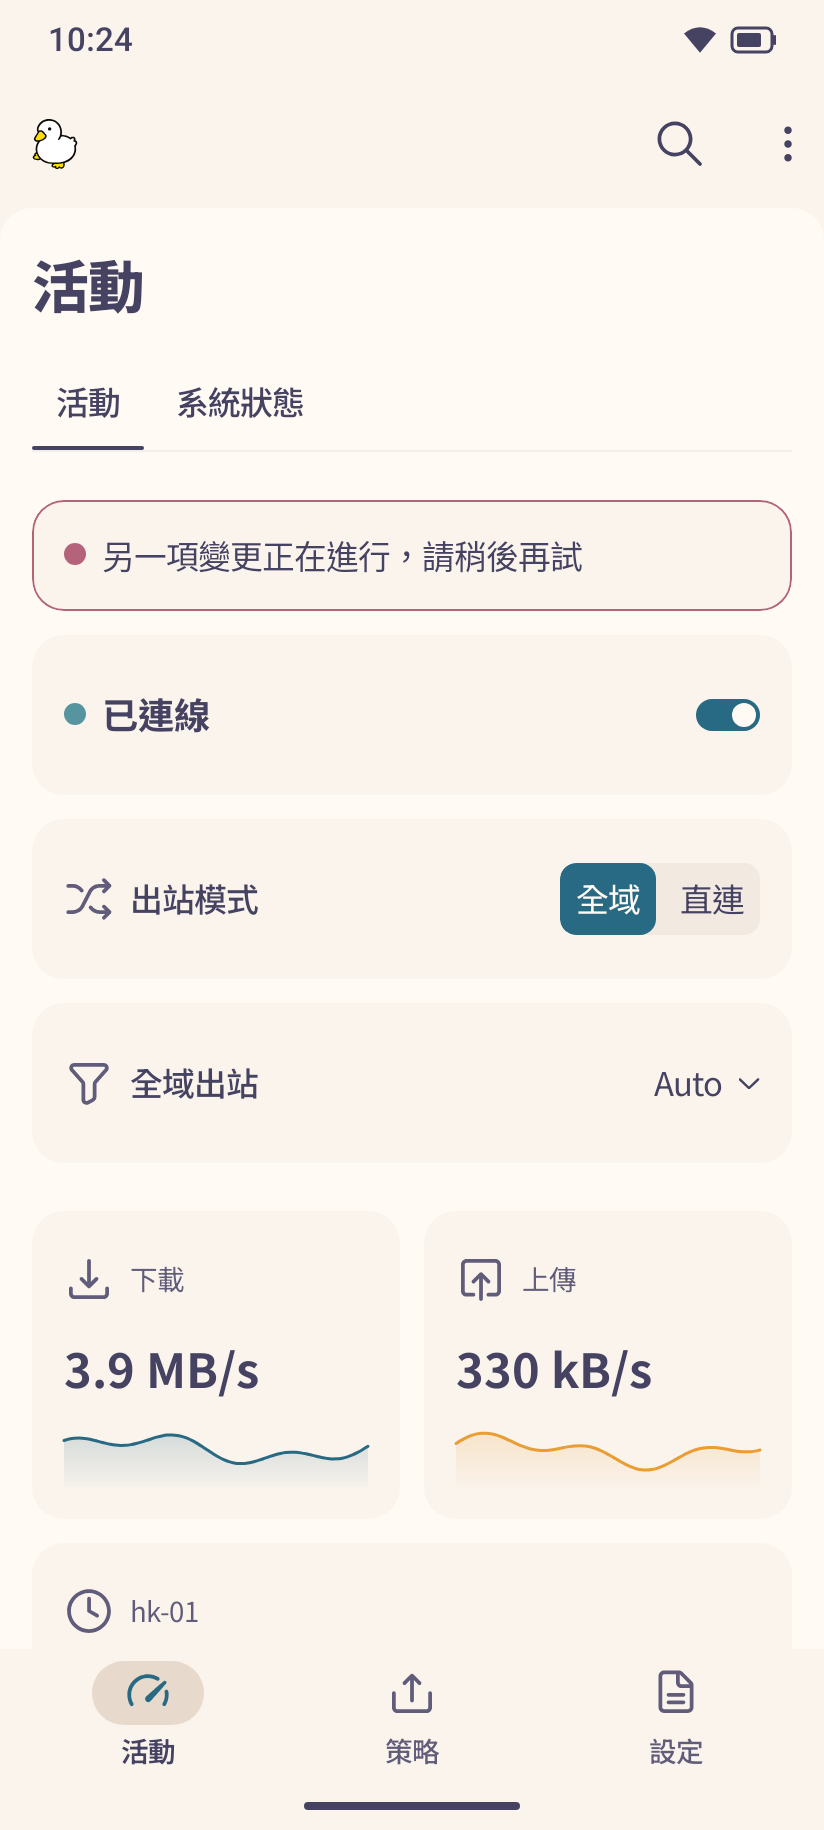 10:24
活動
活動
系統狀態
另一項變更正在進行，請稍後再試
已連線
出站模式
全域
直連
全域出站
Auto
下載
上傳
3.9 MB/s
330 kB/s
hk-01
活動
策略
設定